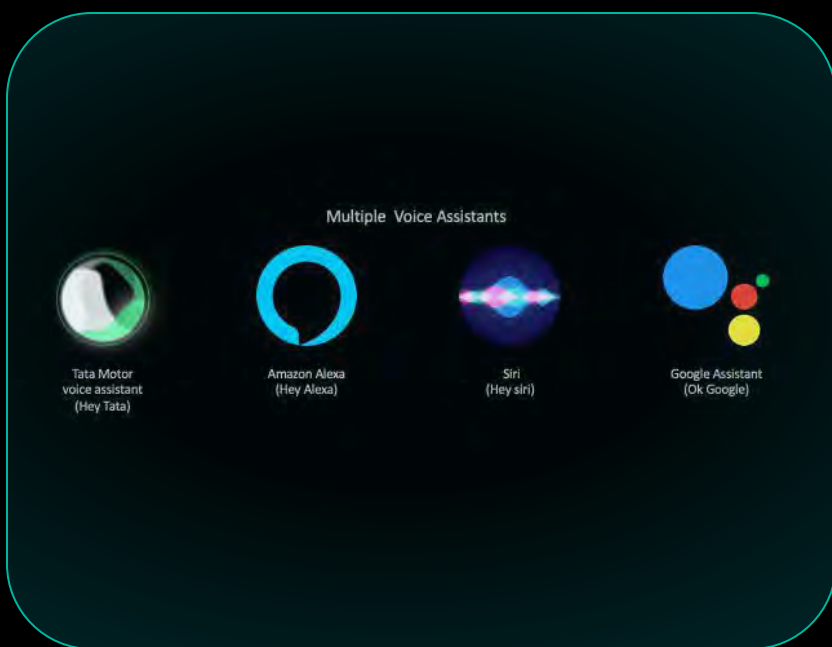 Multiple Voice Assistants
Tata Motor
voice assistant
(Hey Tata)
Amazon Alexa
(Hey Alexa)
Siri
(Hey siri)
Google Assistant
(Ok Google)